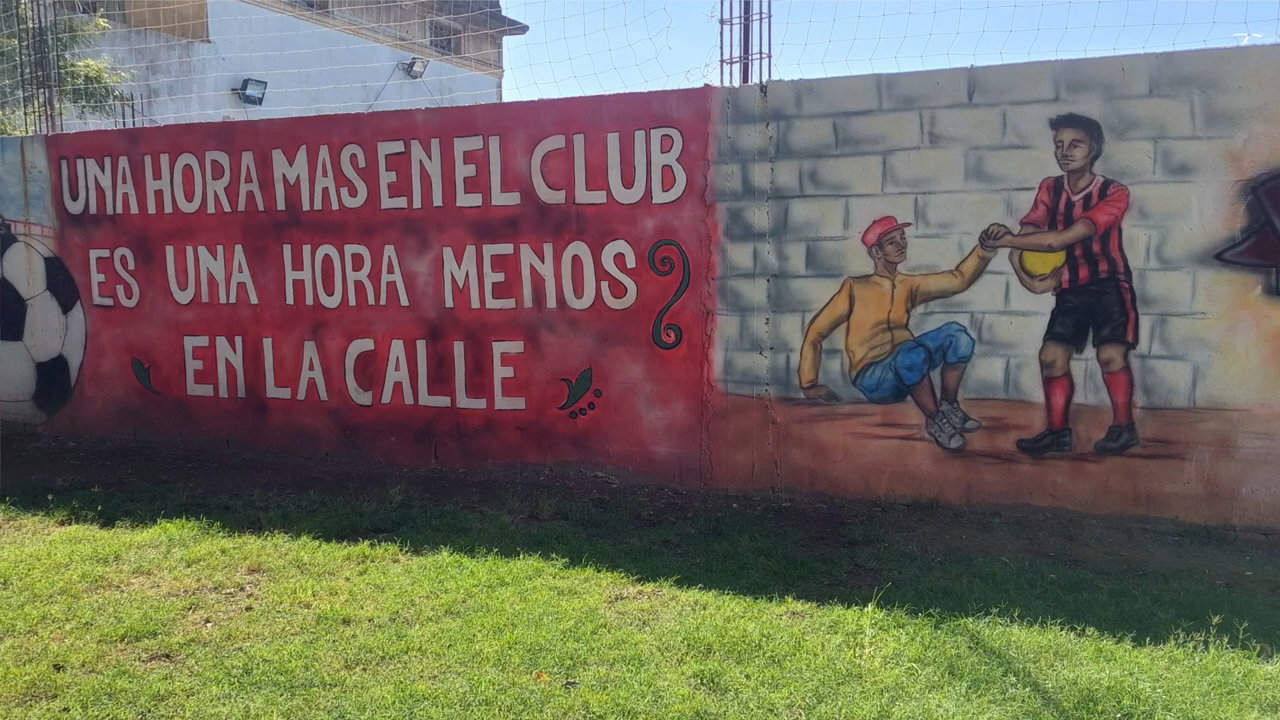 UNA HORA MAS EN EL CLUB
ES UNA HORA MENOS
EN LA CALLE